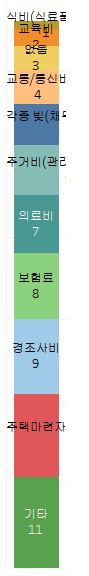 식비(식료품
교육비
2
없음
3
교통/통신비
4
각종 빚(채무
주거비(관리
의료비
7
보험료
8
경조사비
9
주택마련자
기타
11